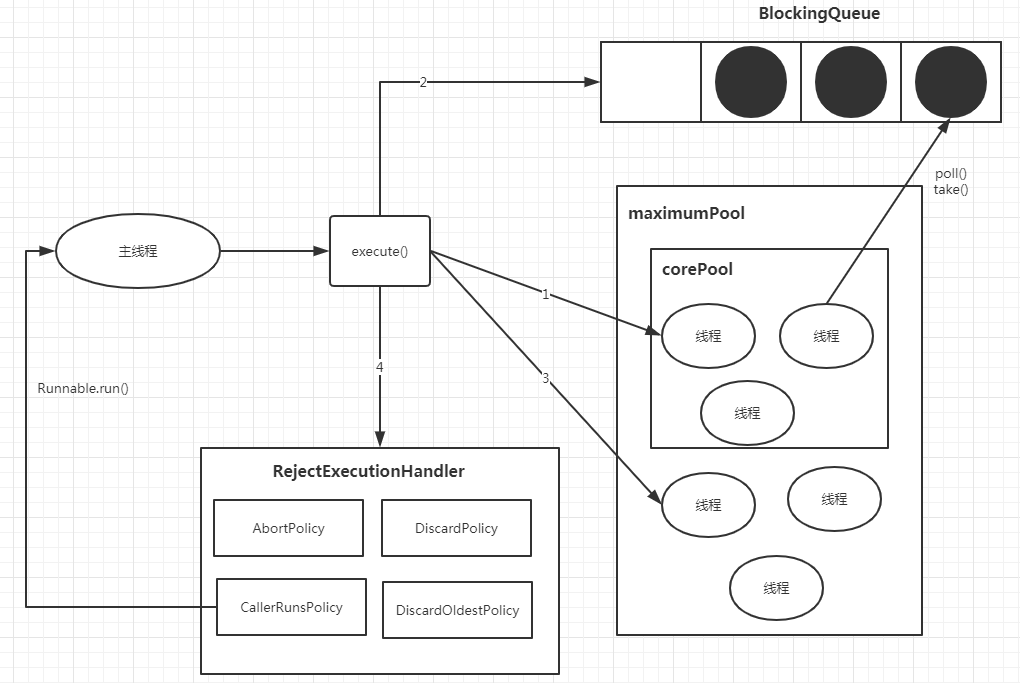 BlockingQueue
2
poll()
take()
maximumPool
主线程
execute()
corePool
1
线程
线程
4
3
Runnable.run()
线程
RejectExecutionHandler
线程
线程
AbortPolicy
DiscardPolicy
线程
CallerRunsPolicy
DiscardOldestPolicy